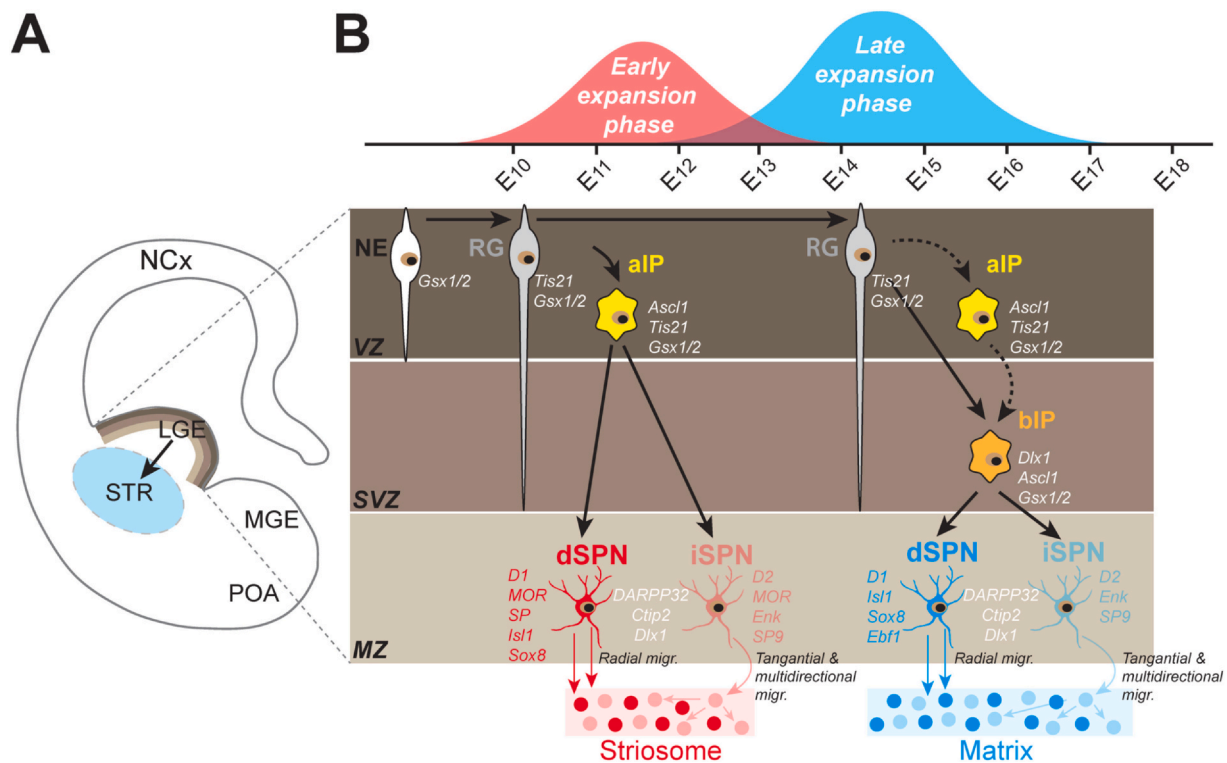 A
B
Early
expansion
phase
Late
expansion
phase
E10
E11
E12
E13
E14
E15
E16
E17
E18
NCx
LGE
STR
MGE
POA
NE
Gsx1/2
RG
Tis21
Gsx1/2
aIP
Ascl1
Tis21
Gsx1/2
RG
Tis21
Gsx1/2
aIP
Ascl1
Tis21
Gsx1/2
VZ
bIP
Dlx1
Ascl1
Gsx1/2
SVZ
dSPN
D1
MOR
SP
Isl1
Sox8
DARPP32
Ctip2
Dlx1
iSPN
D2
MOR
Enk
SP9
dSPN
D1
Isl1
Sox8
Ebf1
DARPP32
Ctip2
Dlx1
iSPN
D2
Enk
SP9
MZ
Radial migr.
Tangantial &
multidirectional
migr.
Radial migr.
Tangantial &
multidirectional
migr.
Striosome
Matrix